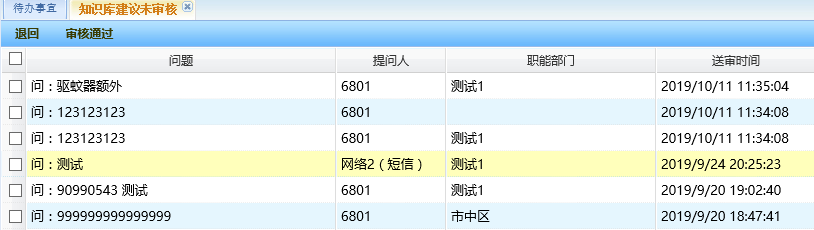 待办事宜 知识库建议未审核
退回 审核通过
问题 提问人 职能部门 送审时间
问：驱蚊器额外 6801 测试1 2019/10/11 11:35:04
问：123123123 6801 2019/10/11 11:34:08
问：123123123 6801 测试1 2019/10/11 11:34:08
问：测试 网络2（短信） 测试1 2019/9/24 20:25:23
问：90990543 测试 6801 测试1 2019/9/20 19:02:40
问：999999999999999 6801 市中区 2019/9/20 18:47:41